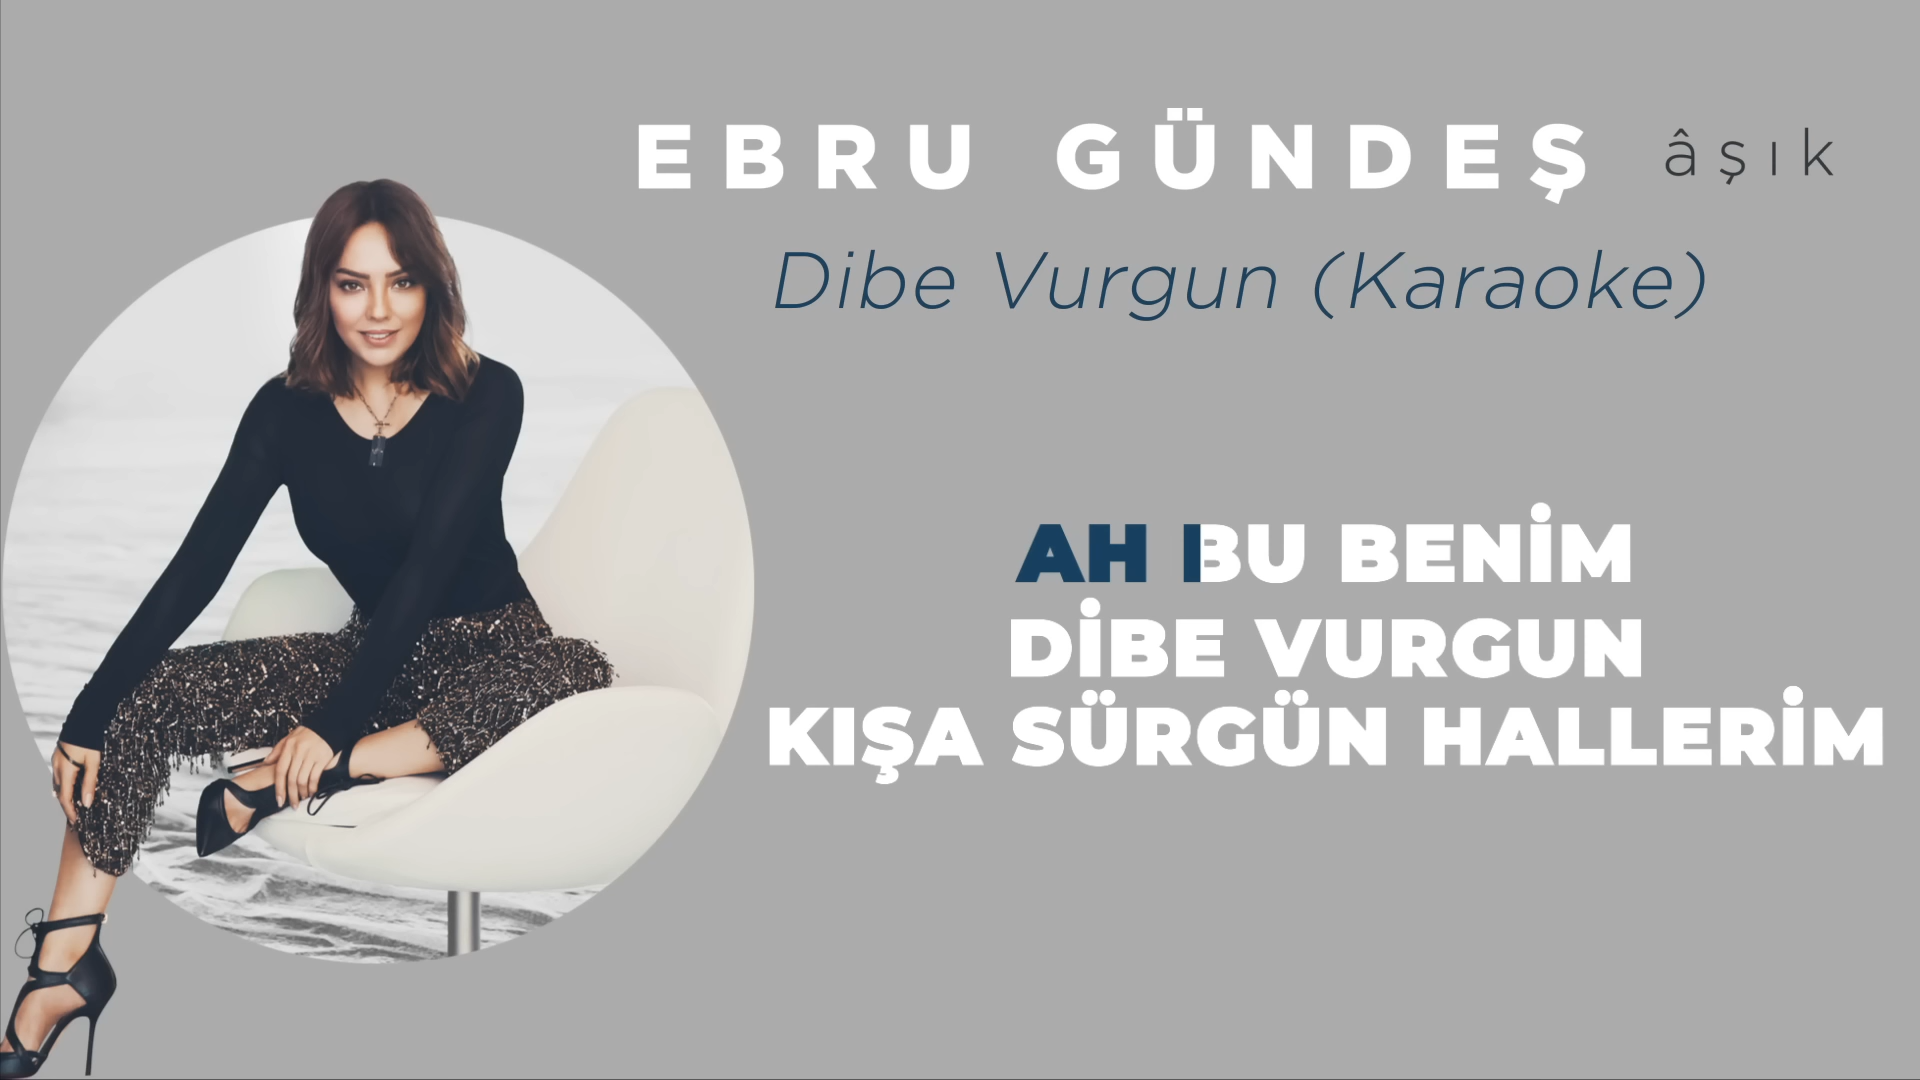 EBRU GÜNDEŞ âşık
Dibe Vurgun (Karaoke)
AH BU BENİM
DİBE VURGUN
KIŞA SÜRGÜN HALLERİM